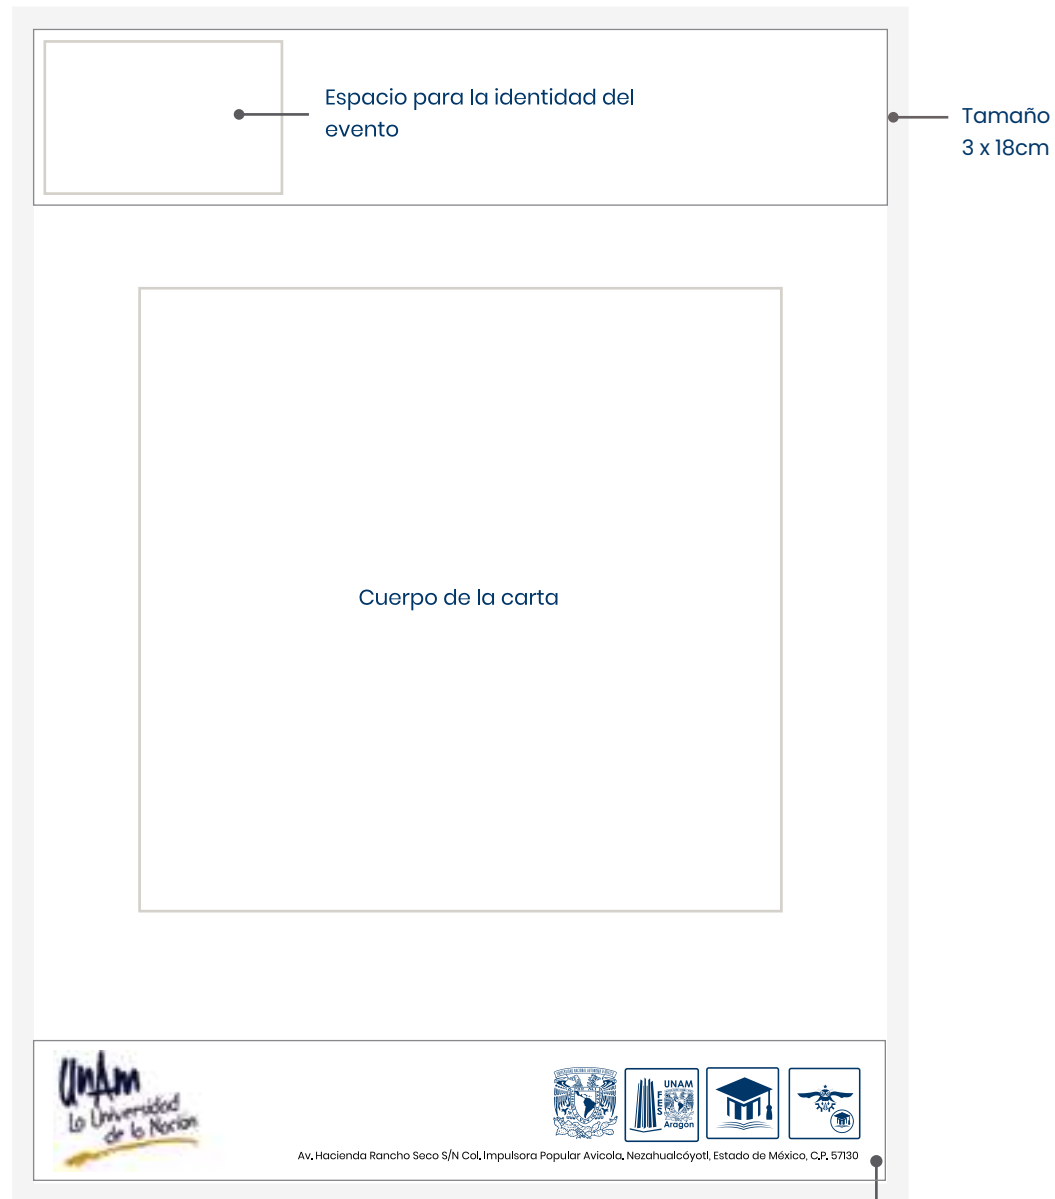 Espacio para la identidad del
evento
Tamaño
3 x 18cm
Cuerpo de la carta
UnAm
La Universidad
de la Nación
UNAM
FES
Aragón
Av. Hacienda Rancho Seco S/N Col. Impulsora Popular Avicola, Nezahualcóyotl, Estado de México, C.P. 57130